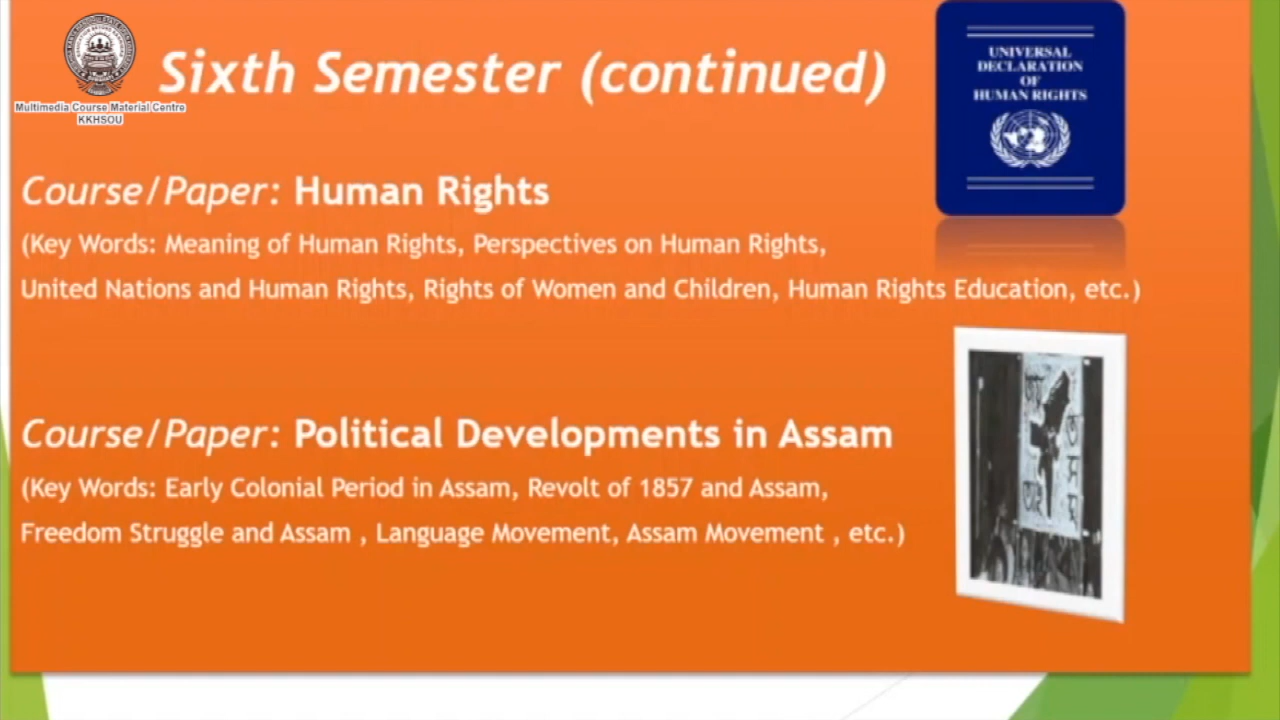 Sixth Semester (continued)
Multimedia Course Material Centre
KKHSOU
UNIVERSAL
DECLARATION
OF
HUMAN RIGHTS
Course/Paper: Human Rights
(Key Words: Meaning of Human Rights, Perspectives on Human Rights,
United Nations and Human Rights, Rights of Women and Children, Human Rights Education, etc.)
Course/Paper: Political Developments in Assam
(Key Words: Early Colonial Period in Assam, Revolt of 1857 and Assam,
Freedom Struggle and Assam , Language Movement, Assam Movement , etc.)